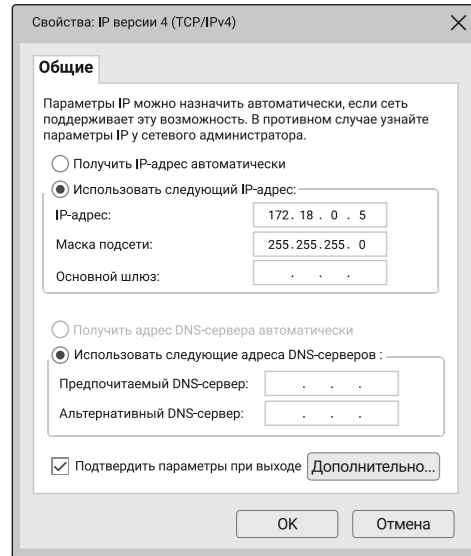 Свойства: IP версии 4 (TCP/IPv4)
Общие
Параметры IP можно назначить автоматически, если сеть
поддерживает эту возможность. В противном случае узнайте
параметры IP у сетевого администратора.
Получить IP-адрес автоматически
Использовать следующий IP-адрес:
IP-адрес: 172. 18. 0 . 5
Маска подсети: 255.255.255. 0
Основной шлюз: . . .
Получить адрес DNS-сервера автоматически
Использовать следующие адреса DNS-серверов :
Предпочитаемый DNS-сервер: . . .
Альтернативный DNS-сервер: . . .
Подтвердить параметры при выходе Дополнительно...
OK Отмена